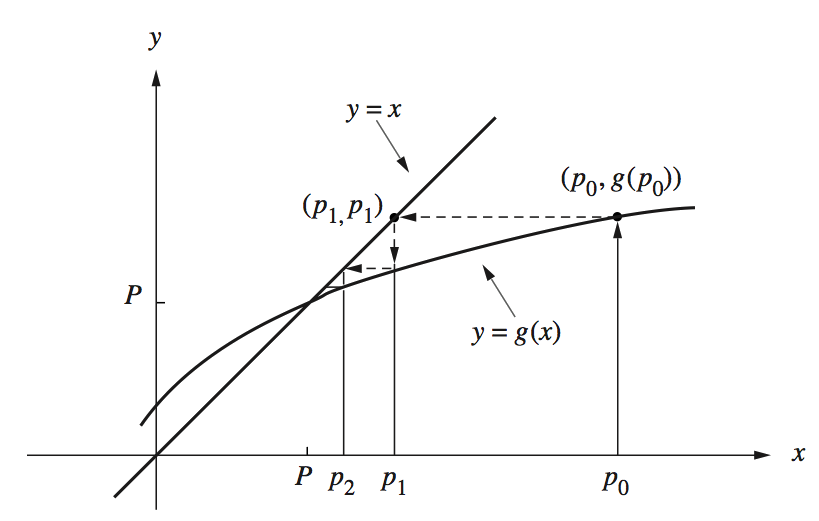 y
y = x
(p₀, g(p₀))
(p₁, p₁)
P
y = g(x)
x
P p₂ p₁ p₀